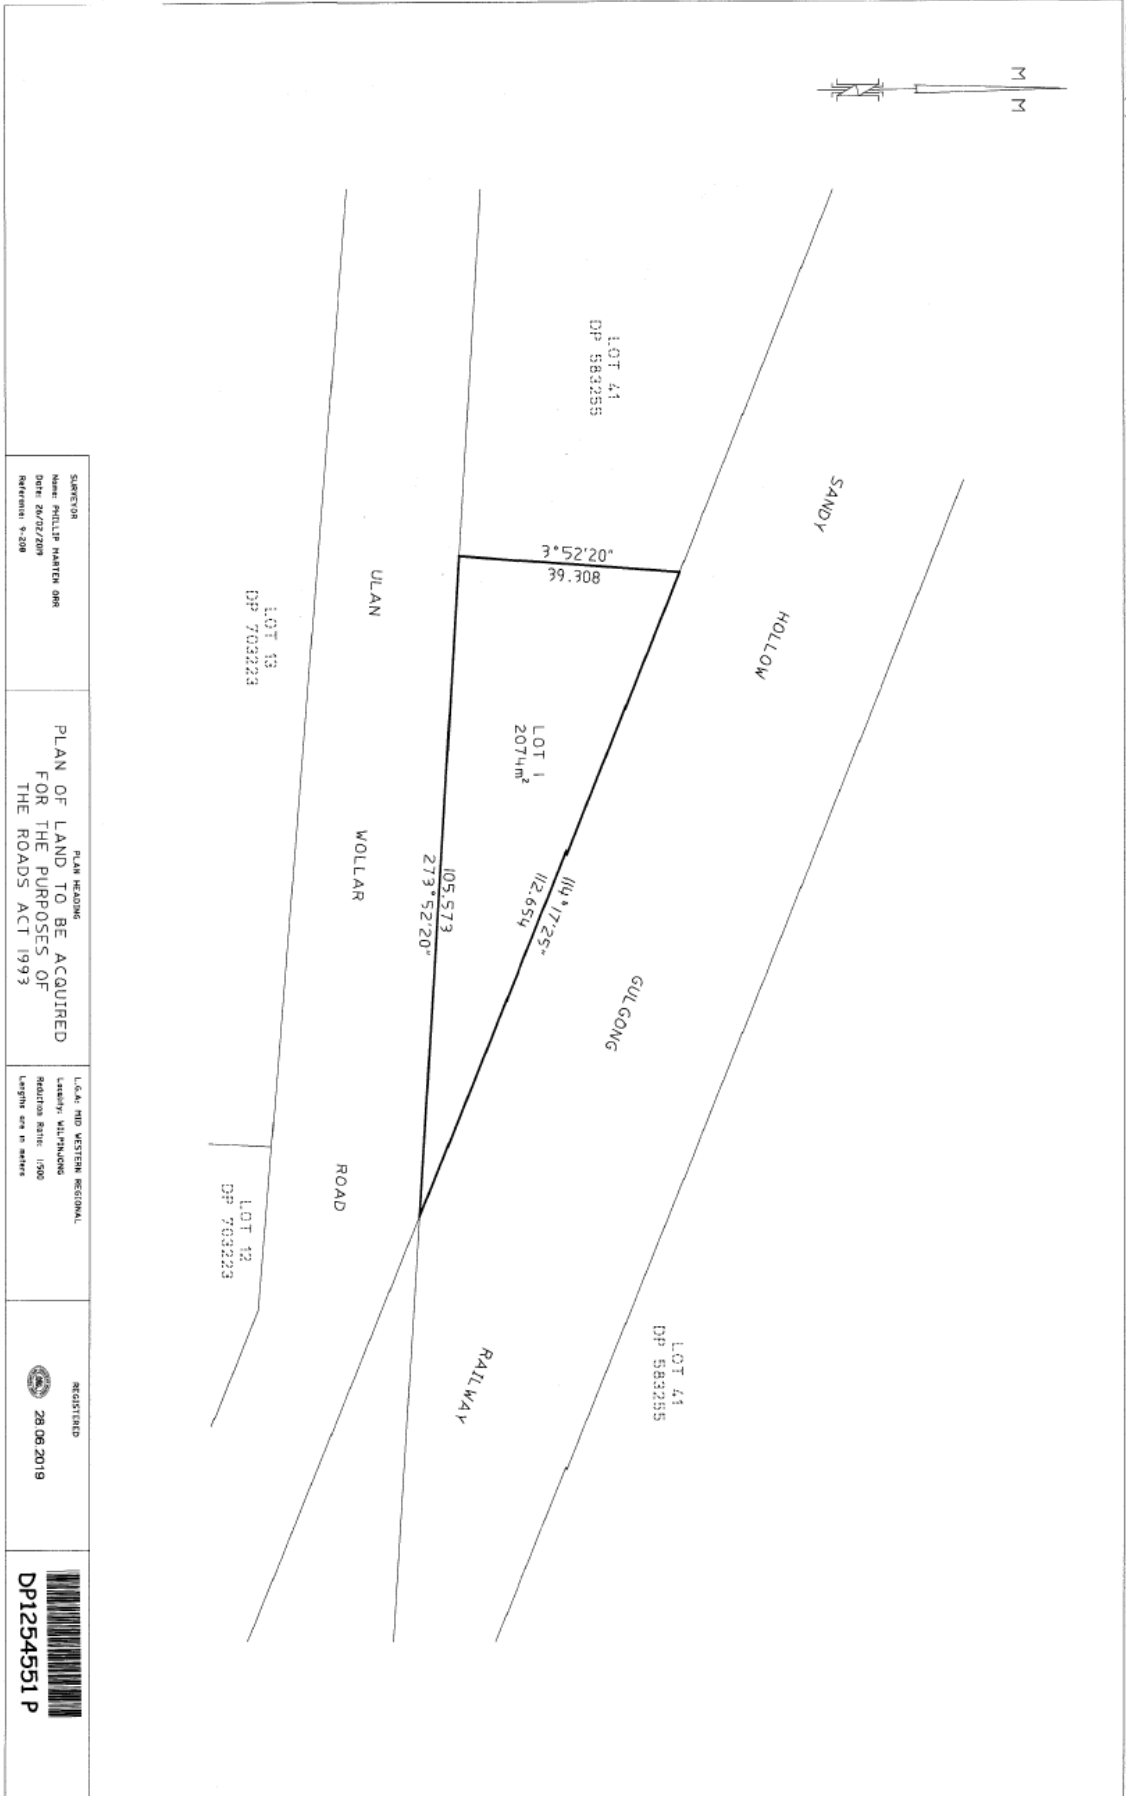 M M
LOT 41
DP 583255
SANDY
HOLLOW
GULGONG
RAILWAY
3°52'20"
39.308
LOT 1
2074m²
114°17'25"
112.654
105.573
273°52'20"
ULAN
WOLLAR
ROAD
LOT 41
DP 583255
LOT 13
DP 703223
LOT 12
DP 703223
SURVEYOR
Name: PHILLIP MARTEN ORR
Date: 26/02/2019
Reference: 9-208
PLAN HEADING
PLAN OF LAND TO BE ACQUIRED
FOR THE PURPOSES OF
THE ROADS ACT 1993
L.G.A: MID WESTERN REGIONAL
Locality: WILPINJONG
Reduction Ratio: 1:500
Lengths are in meters
REGISTERED
28.06.2019
DP1254551 P